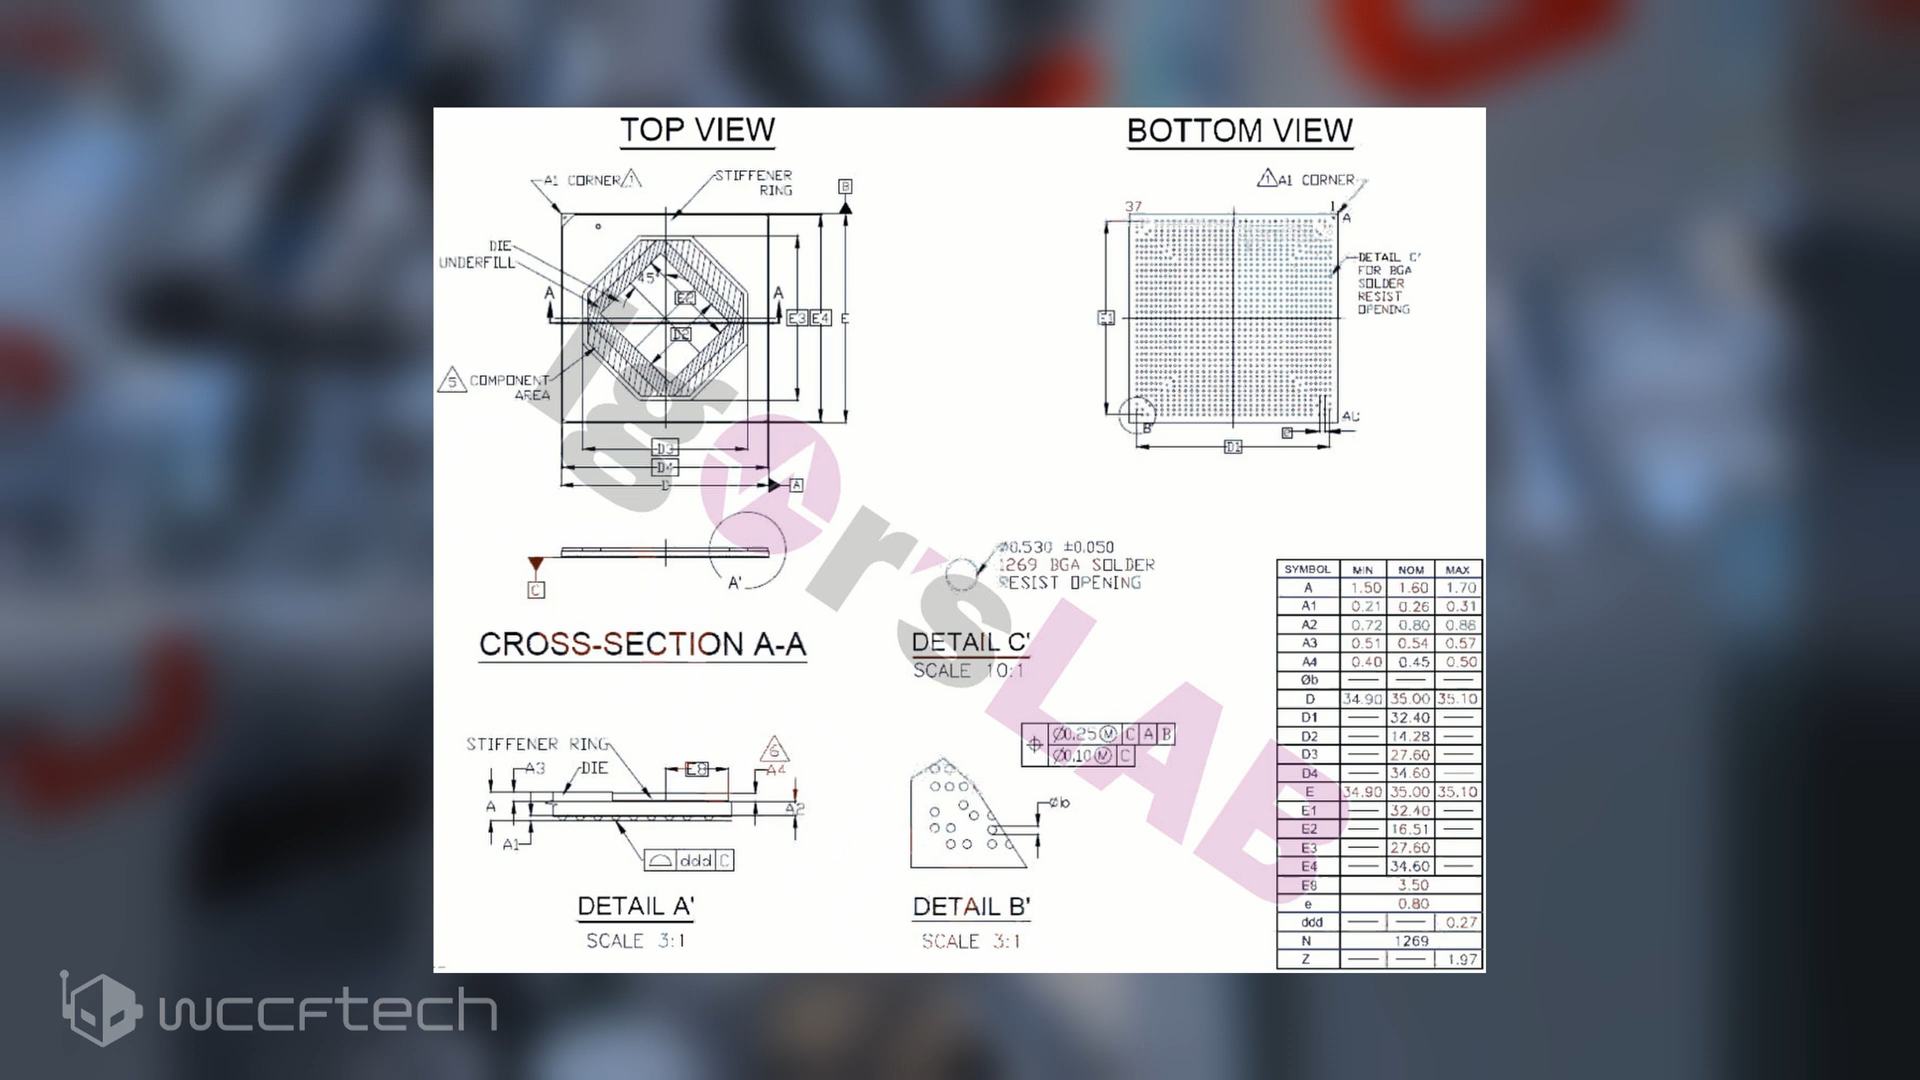 TOP VIEW
A1 CORNER 1
STIFFENER
RING
B
DIE
UNDERFILL
45°
E2
D2
A
A
E3
E4
E
5 COMPONENT
AREA
D3
D4
D
A
BOTTOM VIEW
1 A1 CORNER
37
1
A
DETAIL C'
FOR BGA
SOLDER
RESIST
OPENING
E1
B'
AU
e
D1
C
A'
CROSS-SECTION A-A
Ø0.530 ±0.050
1269 BGA SOLDER
RESIST OPENING
DETAIL C'
SCALE 10:1
STIFFENER RING
A3
DIE
E8
6
A4
A
A2
A1
ddd C
DETAIL A'
SCALE 3:1
Ø0.25 M C A B
Ø0.10 M C
Øb
DETAIL B'
SCALE 3:1
SYMBOL MIN NOM MAX
A 1.50 1.60 1.70
A1 0.21 0.26 0.31
A2 0.72 0.80 0.88
A3 0.51 0.54 0.57
A4 0.40 0.45 0.50
Øb — — —
D 34.90 35.00 35.10
D1 — 32.40 —
D2 — 14.28 —
D3 — 27.60 —
D4 — 34.60 —
E 34.90 35.00 35.10
E1 — 32.40 —
E2 — 16.51 —
E3 — 27.60
E4 — 34.60 —
E8 3.50
e 0.80
ddd — — 0.27
N 1269
Z — — 1.97
Igor'sLAB
wccftech